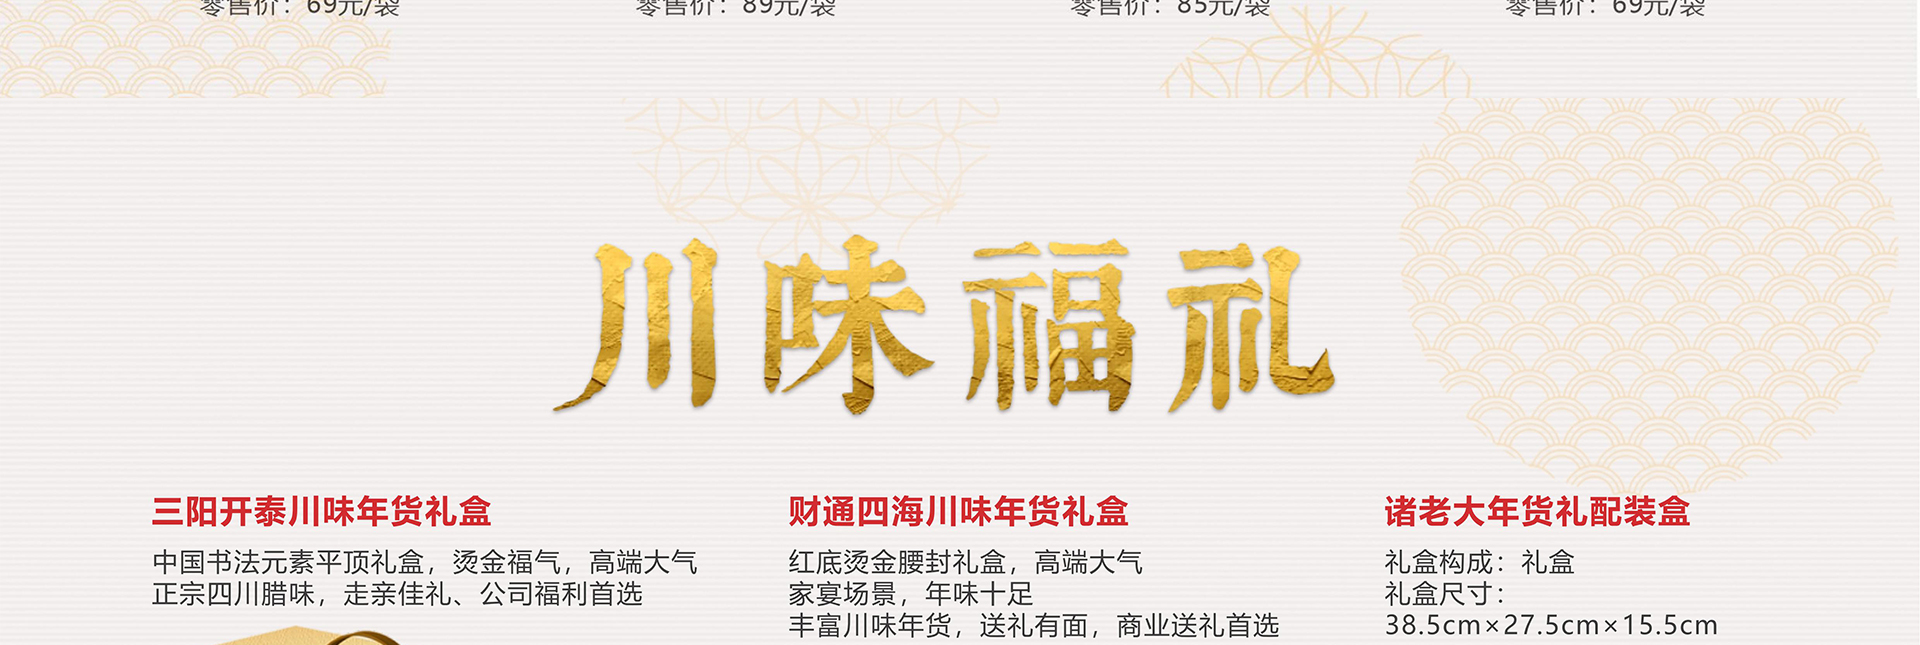 零售价：69元/袋
零售价：89元/袋
零售价：85元/袋
零售价：69元/袋
川味福礼
三阳开泰川味年货礼盒
中国书法元素平顶礼盒，烫金福气，高端大气
正宗四川腊味，走亲佳礼、公司福利首选
财通四海川味年货礼盒
红底烫金腰封礼盒，高端大气
家宴场景，年味十足
丰富川味年货，送礼有面，商业送礼首选
诸老大年货礼配装盒
礼盒构成：礼盒
礼盒尺寸：
38.5cm×27.5cm×15.5cm